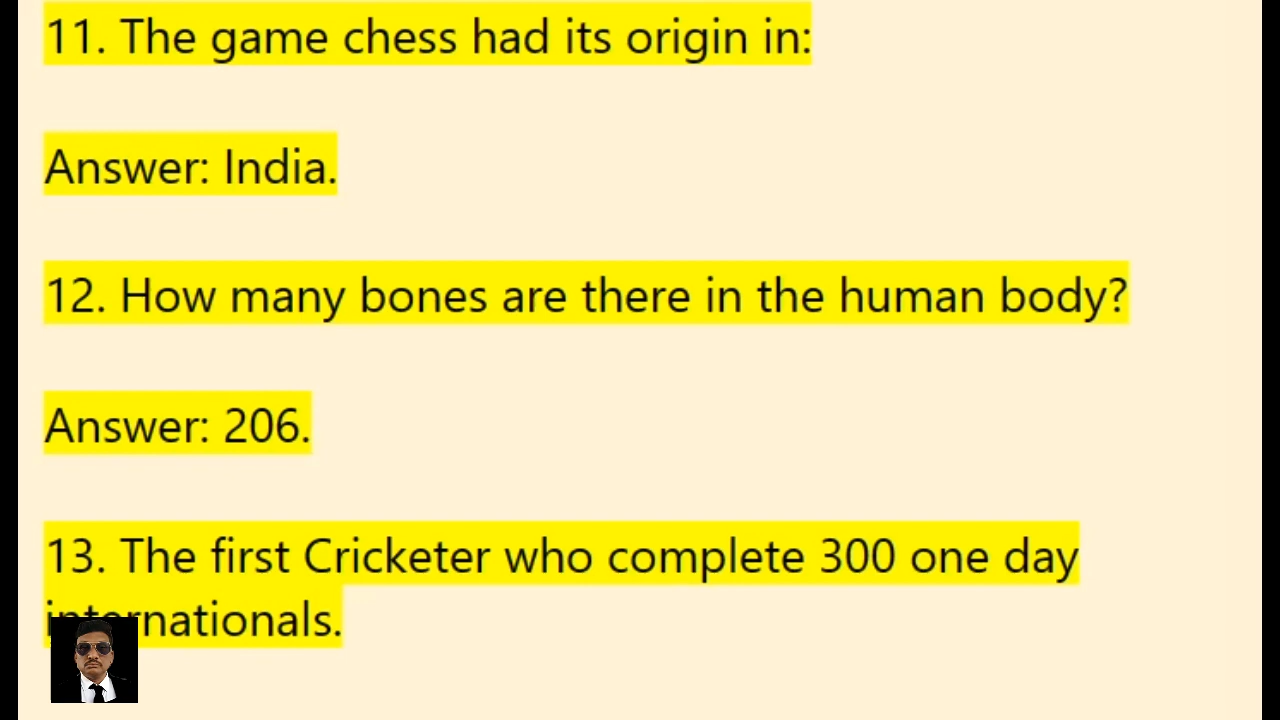 11. The game chess had its origin in:
Answer: India.
12. How many bones are there in the human body?
Answer: 206.
13. The first Cricketer who complete 300 one day
internationals.